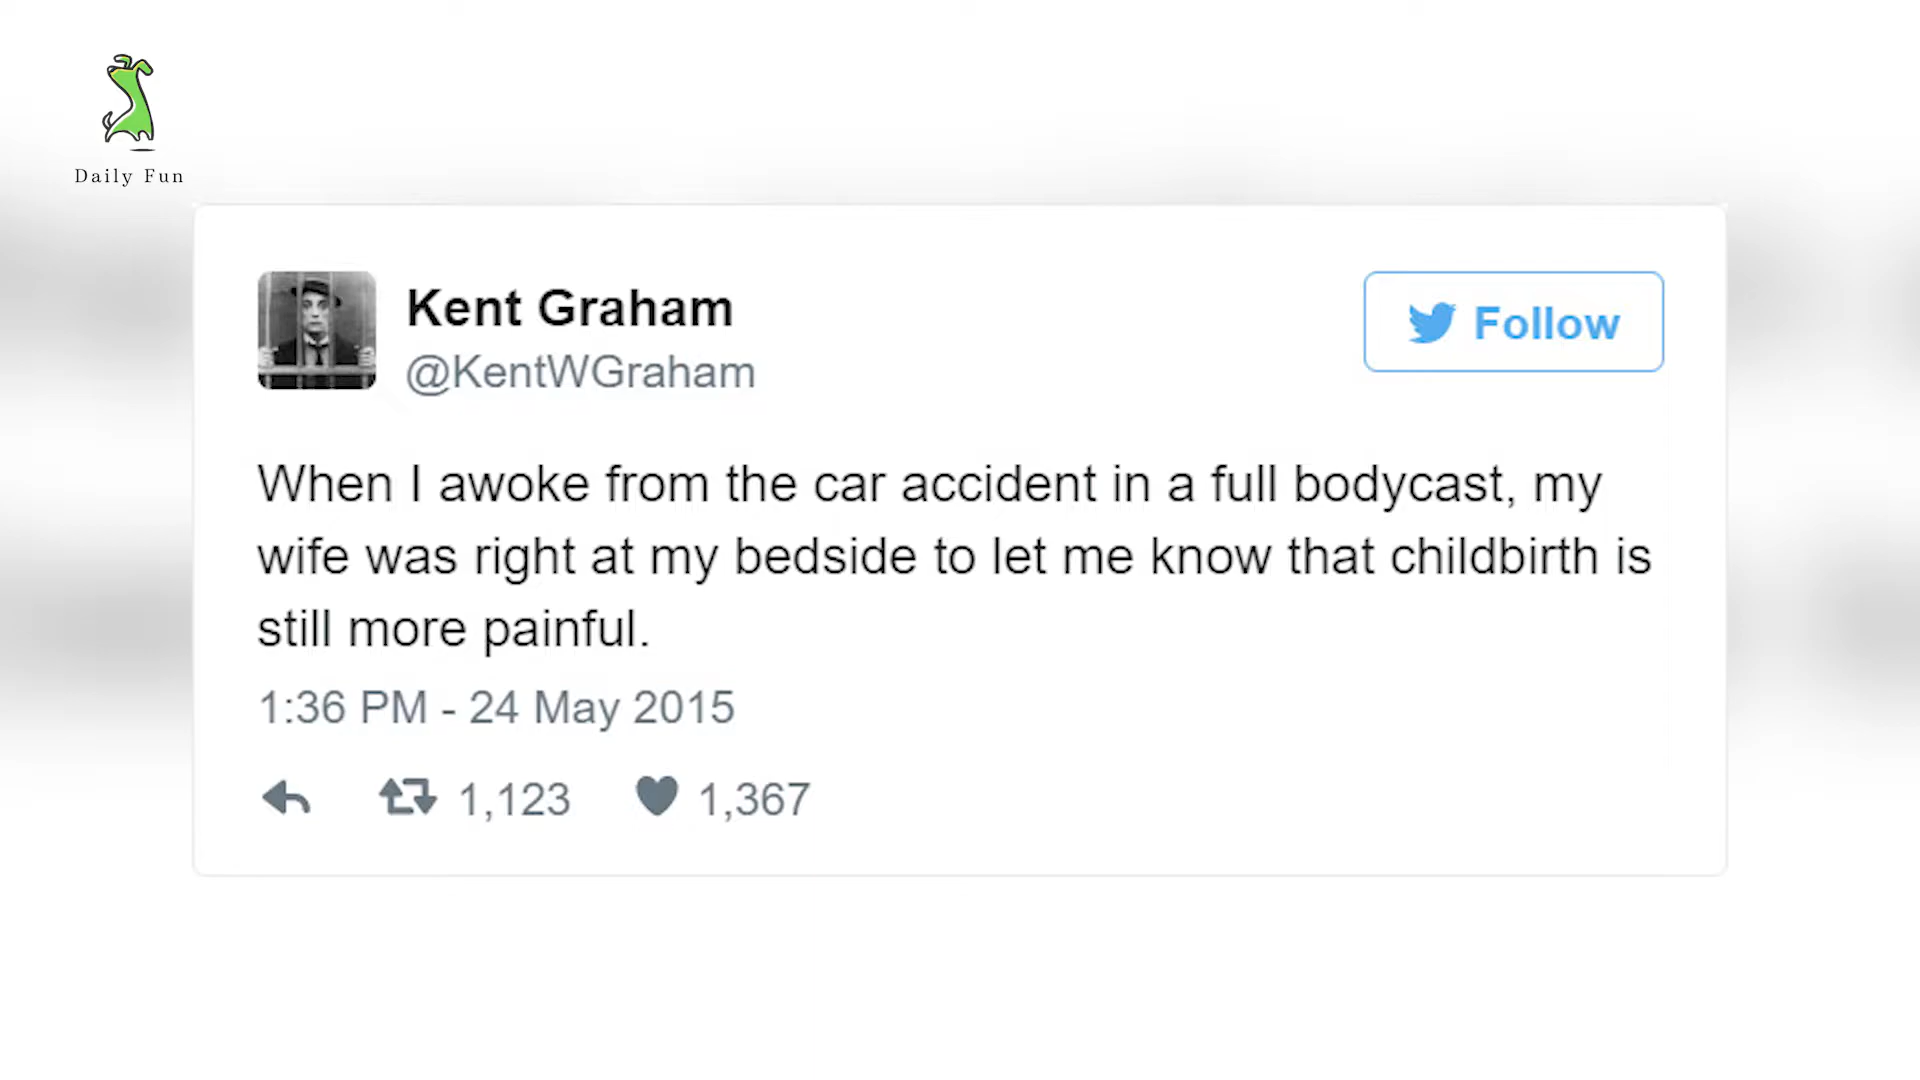 Daily Fun
Kent Graham
@KentWGraham
Follow
When I awoke from the car accident in a full bodycast, my
wife was right at my bedside to let me know that childbirth is
still more painful.
1:36 PM - 24 May 2015
1,123 1,367